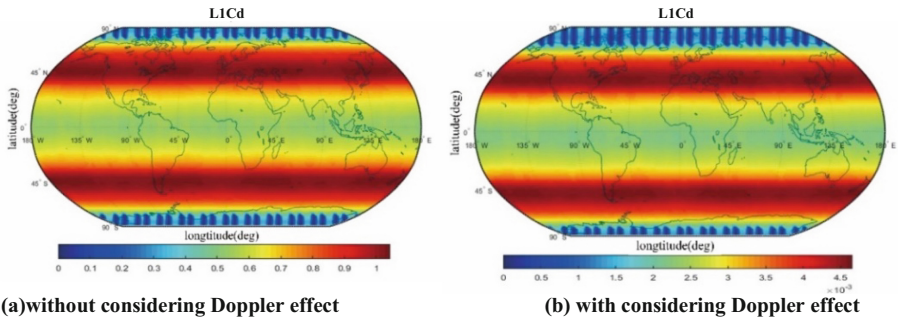 L1Cd
90° N
45° N
0°
180° W 135° W 90° W 45° W 0° 45° E 90° E 135° E 180° E
45° S
90° S
latitude(deg)
longtitude(deg)
0 0.1 0.2 0.3 0.4 0.5 0.6 0.7 0.8 0.9 1
(a)without considering Doppler effect
L1Cd
90° N
45° N
0°
180° W 135° W 90° W 45° W 0° 45° E 90° E 135° E 180° E
45° S
90° S
latitude(deg)
longtitude(deg)
0 0.5 1 1.5 2 2.5 3 3.5 4 4.5
× 10⁻³
(b) with considering Doppler effect